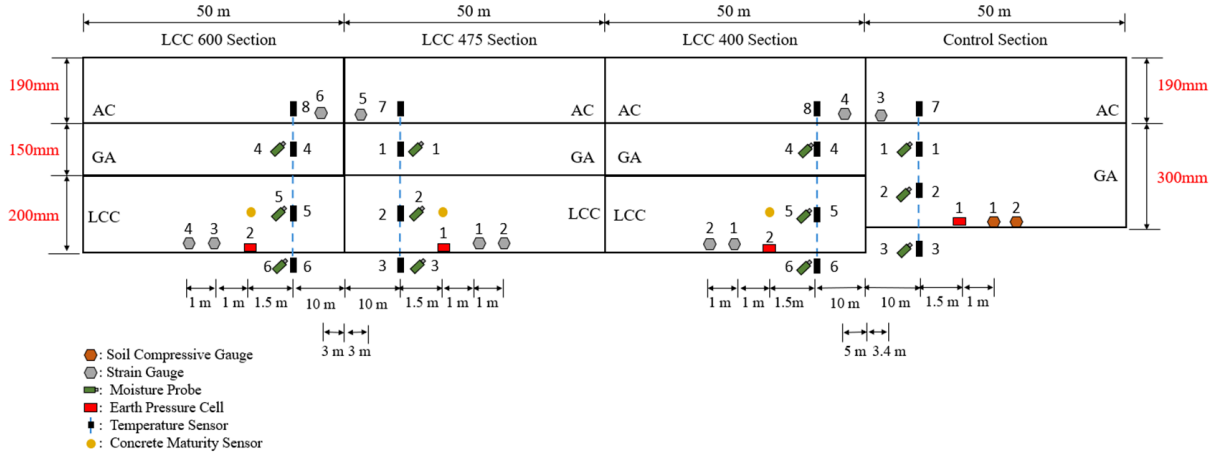 50 m 50 m 50 m 50 m
LCC 600 Section LCC 475 Section LCC 400 Section Control Section
190mm AC 8 6 5 7 AC AC 8 4 3 7 AC 190mm
150mm GA 4 4 1 1 GA GA 4 4 1 1
2 2 GA 300mm
200mm LCC 5 5 2 2 LCC LCC 5 5
4 3 2 1 1 2 2 1 2 1 1 2
6 6 3 3 6 6 3 3
1 m 1 m 1.5 m 10 m 10 m 1.5 m 1 m 1 m 1 m 1 m 1.5m 10 m 10 m 1.5 m 1 m
3 m 3 m 5 m 3.4 m
: Soil Compressive Gauge
: Strain Gauge
: Moisture Probe
: Earth Pressure Cell
: Temperature Sensor
: Concrete Maturity Sensor